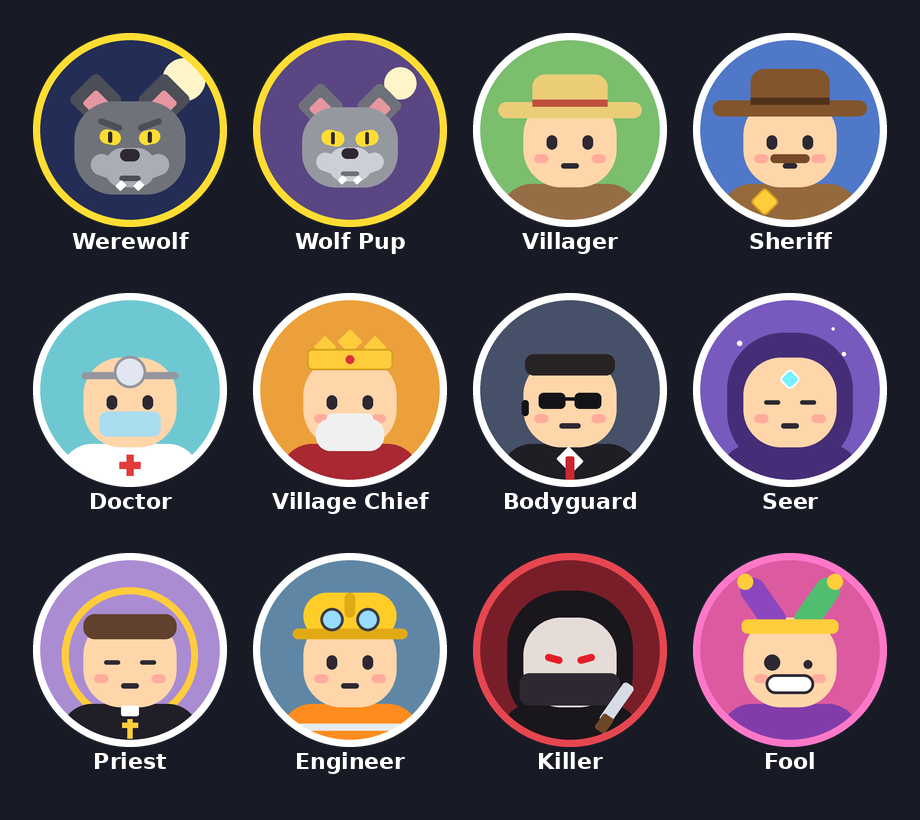 Werewolf
Wolf Pup
Villager
Sheriff
Doctor
Village Chief
Bodyguard
Seer
Priest
Engineer
Killer
Fool